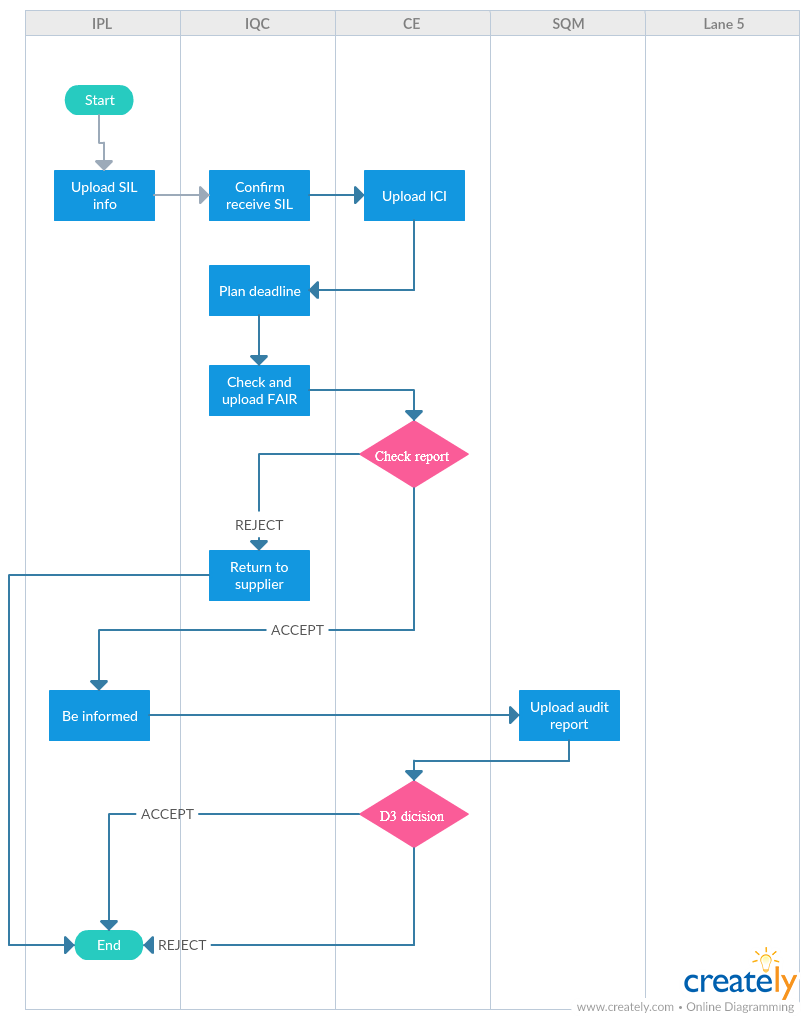 IPL
IQC
CE
SQM
Lane 5
Start
Upload SIL
info
Confirm
receive SIL
Upload ICI
Plan deadline
Check and
upload FAIR
Check report
REJECT
Return to
supplier
ACCEPT
Be informed
Upload audit
report
ACCEPT
D3 dicision
End
REJECT
creately
www.creately.com • Online Diagramming